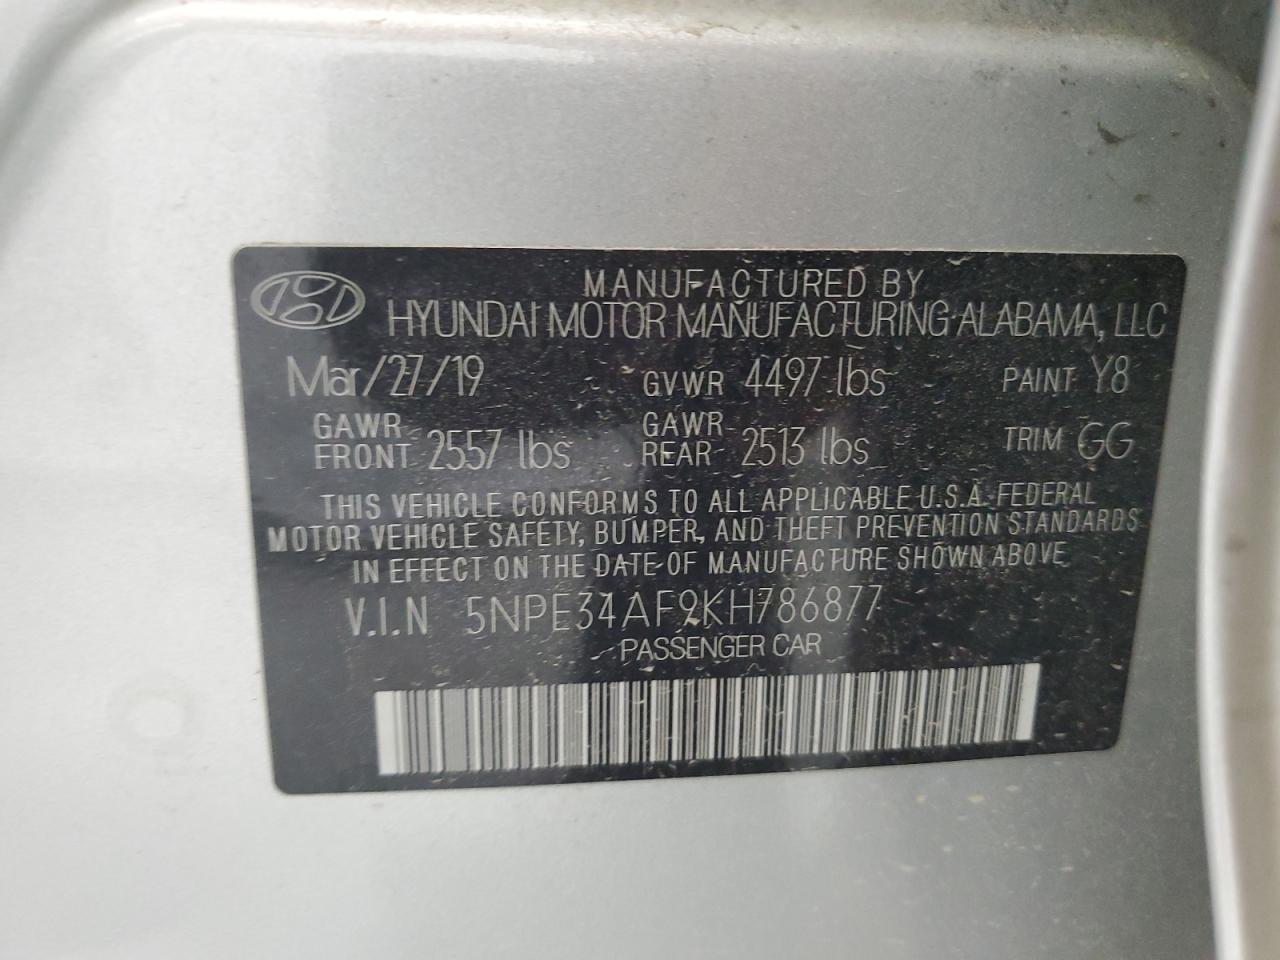 MANUFACTURED BY
HYUNDAI MOTOR MANUFACTURING ALABAMA, LLC
Mar/27/19 GVWR 4497 lbs PAINT Y8
GAWR FRONT 2557 lbs GAWR REAR 2513 lbs TRIM GG
THIS VEHICLE CONFORMS TO ALL APPLICABLE U.S.A. FEDERAL
MOTOR VEHICLE SAFETY, BUMPER, AND THEFT PREVENTION STANDARDS
IN EFFECT ON THE DATE OF MANUFACTURE SHOWN ABOVE
V.I.N 5NPE34AF9KH786877
PASSENGER CAR